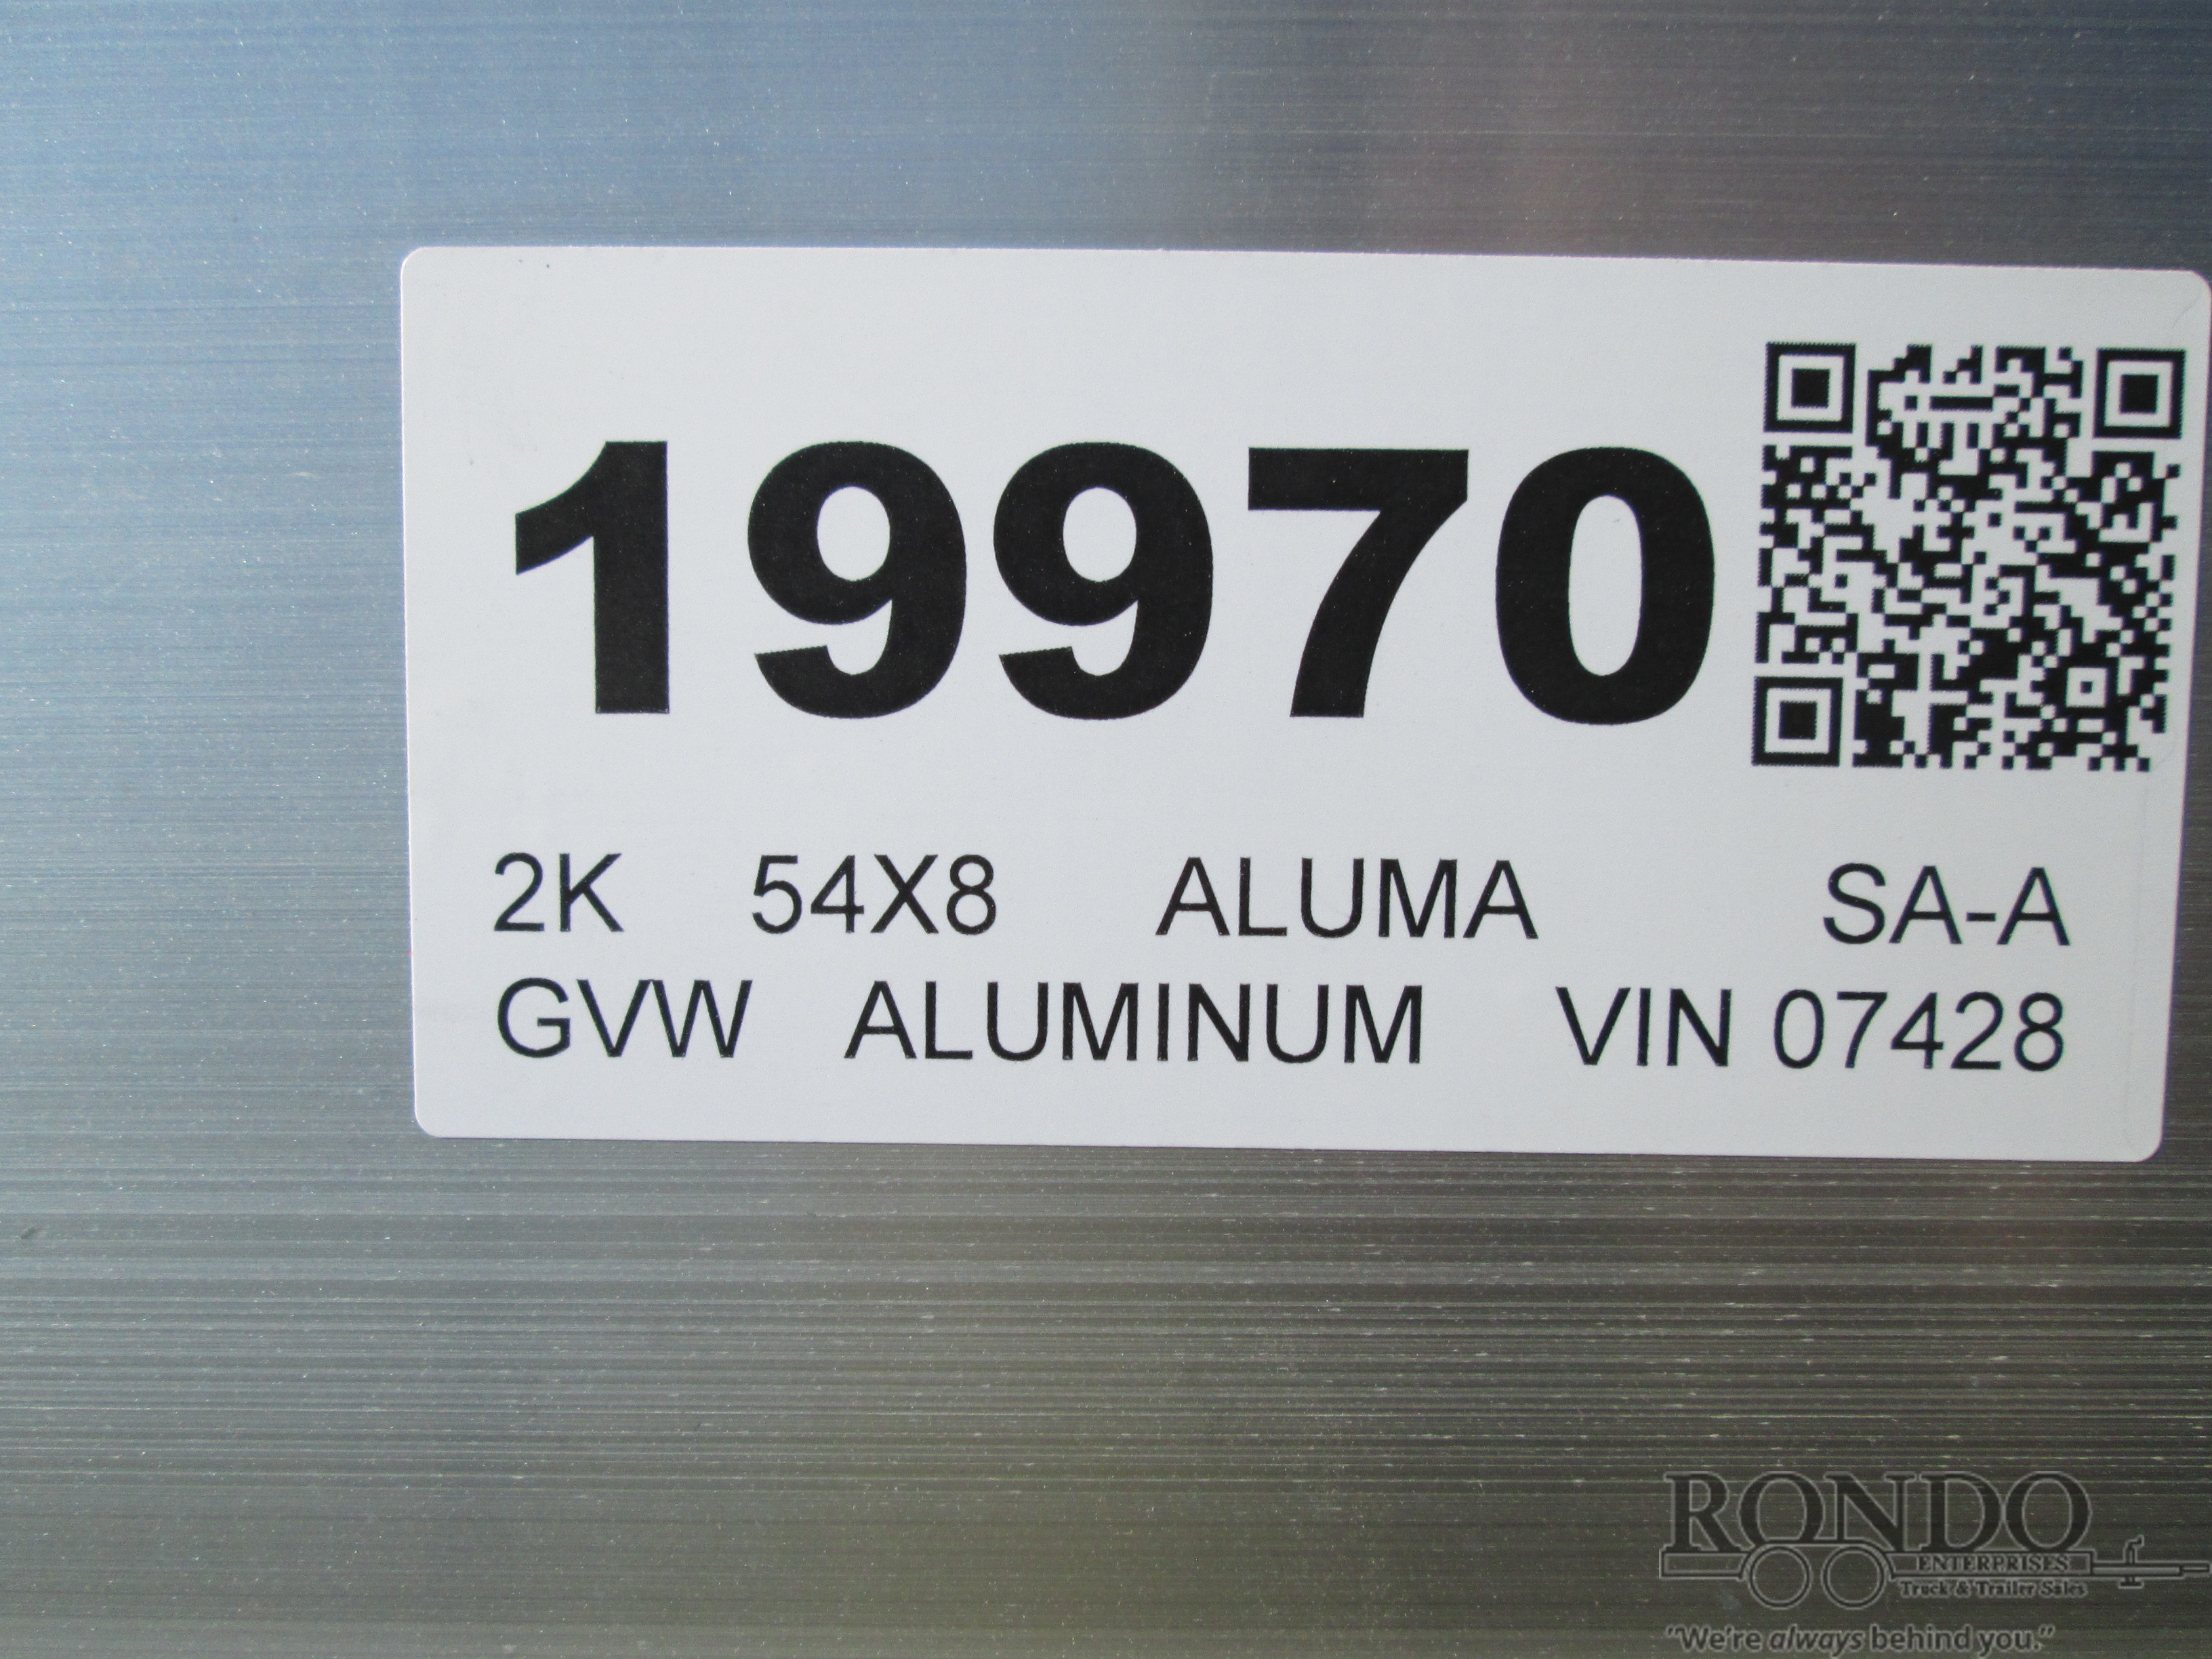 19970
2K 54X8 ALUMA SA-A
GVW ALUMINUM VIN 07428
RONDO
ENTERPRISES
Truck & Trailer Sales
"We're always behind you."